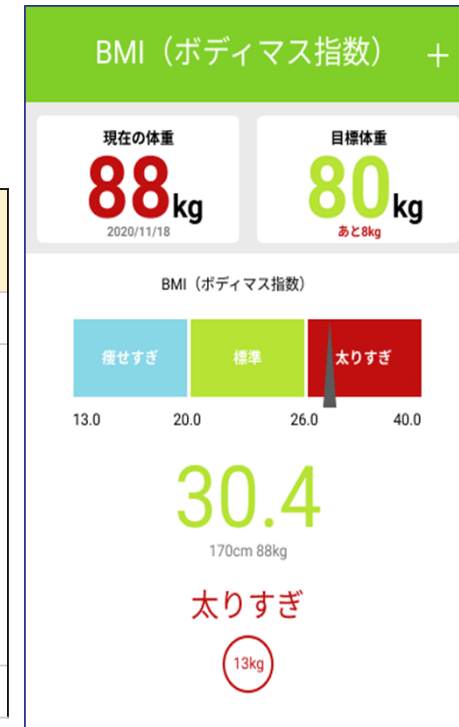 BMI（ボディマス指数） +
現在の体重
88kg
2020/11/18
目標体重
80kg
あと8kg
BMI（ボディマス指数）
痩せすぎ 標準 太りすぎ
13.0 20.0 26.0 40.0
30.4
170cm 88kg
太りすぎ
13kg